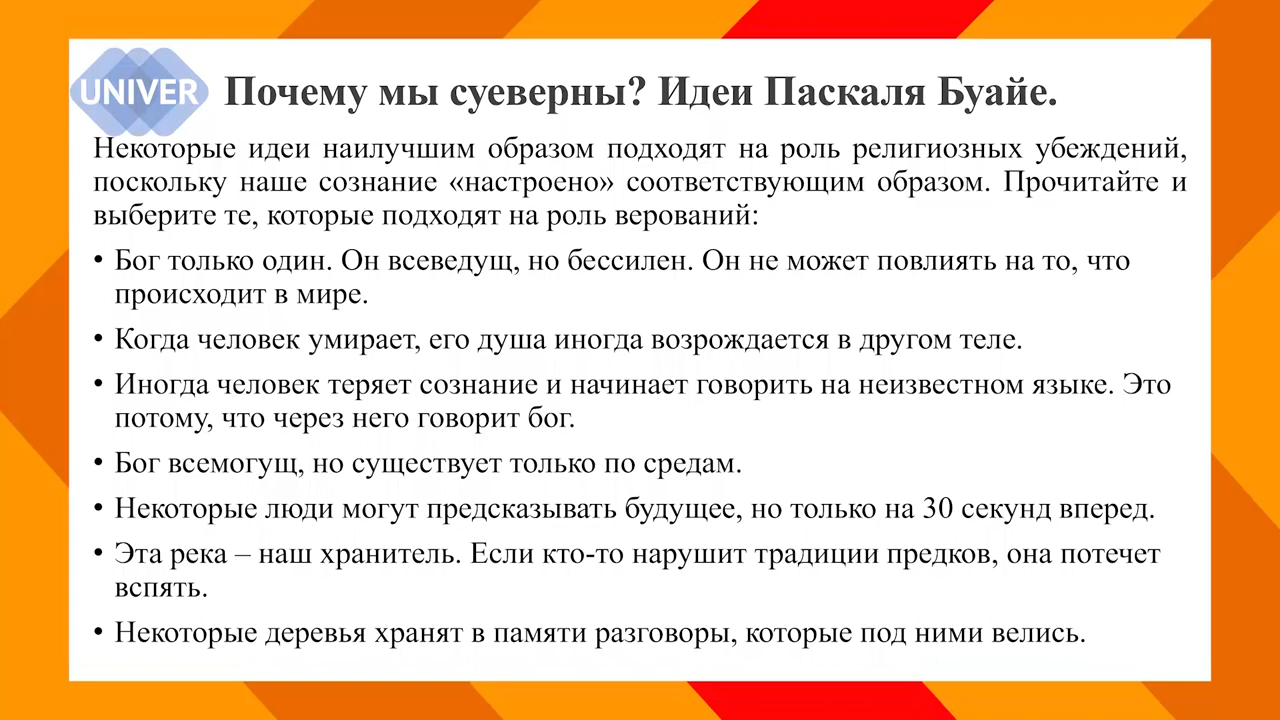 UNIVER
Почему мы суеверны? Идеи Паскаля Буайе.
Некоторые идеи наилучшим образом подходят на роль религиозных убеждений,
поскольку наше сознание «настроено» соответствующим образом. Прочитайте и
выберите те, которые подходят на роль верований:
• Бог только один. Он всеведущ, но бессилен. Он не может повлиять на то, что
происходит в мире.
• Когда человек умирает, его душа иногда возрождается в другом теле.
• Иногда человек теряет сознание и начинает говорить на неизвестном языке. Это
потому, что через него говорит бог.
• Бог всемогущ, но существует только по средам.
• Некоторые люди могут предсказывать будущее, но только на 30 секунд вперед.
• Эта река – наш хранитель. Если кто-то нарушит традиции предков, она потечет
вспять.
• Некоторые деревья хранят в памяти разговоры, которые под ними велись.